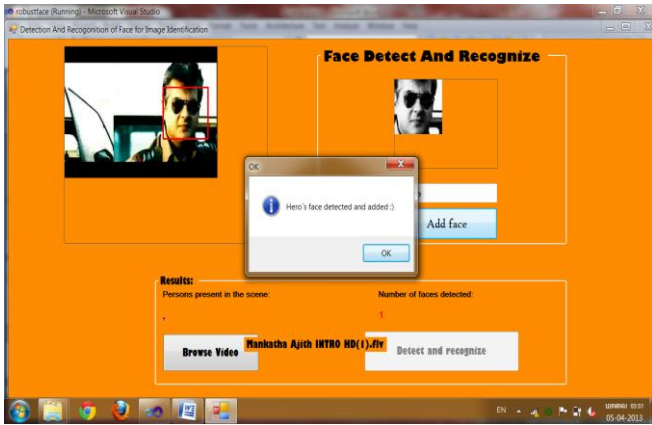 robustface (Running) - Microsoft Visual Studio
Detection And Recogonition of Face for Image Identification
Face Detect And Recognize
OK
Hero's face detected and added :)
OK
Add face
Results:
Persons present in the scene:
Number of faces detected:
,
1
Browse Video
Mankatha Ajith INTRO HD(1).flv
Detect and recognize
EN
05-04-2013